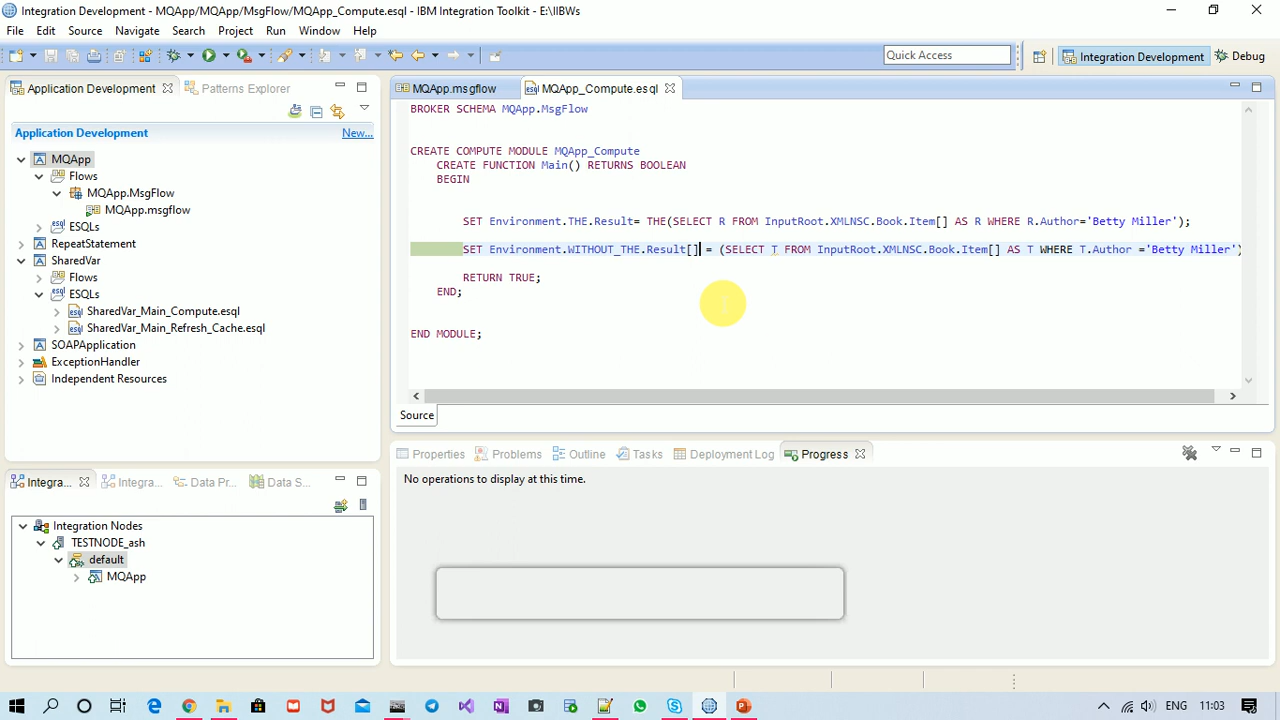 Integration Development - MQApp/MQApp/MsgFlow/MQApp_Compute.esql - IBM Integration Toolkit - E:\IIBWs
File Edit Source Navigate Search Project Run Window Help
Quick Access
Integration Development
Debug
Application Development
Patterns Explorer
Application Development
New...
MQApp
Flows
MQApp.MsgFlow
MQApp.msgflow
ESQLs
RepeatStatement
SharedVar
Flows
ESQLs
SharedVar_Main_Compute.esql
SharedVar_Main_Refresh_Cache.esql
SOAPApplication
ExceptionHandler
Independent Resources
MQApp.msgflow
MQApp_Compute.esql
BROKER SCHEMA MQApp.MsgFlow
CREATE COMPUTE MODULE MQApp_Compute
CREATE FUNCTION Main() RETURNS BOOLEAN
BEGIN
SET Environment.THE.Result= THE(SELECT R FROM InputRoot.XMLNSC.Book.Item[] AS R WHERE R.Author='Betty Miller');
SET Environment.WITHOUT_THE.Result[] = (SELECT T FROM InputRoot.XMLNSC.Book.Item[] AS T WHERE T.Author ='Betty Miller')
RETURN TRUE;
END;
END MODULE;
Source
Integra...
Integra...
Data Pr...
Data S...
Integration Nodes
TESTNODE_ash
default
MQApp
Properties
Problems
Outline
Tasks
Deployment Log
Progress
No operations to display at this time.
ENG 11:03